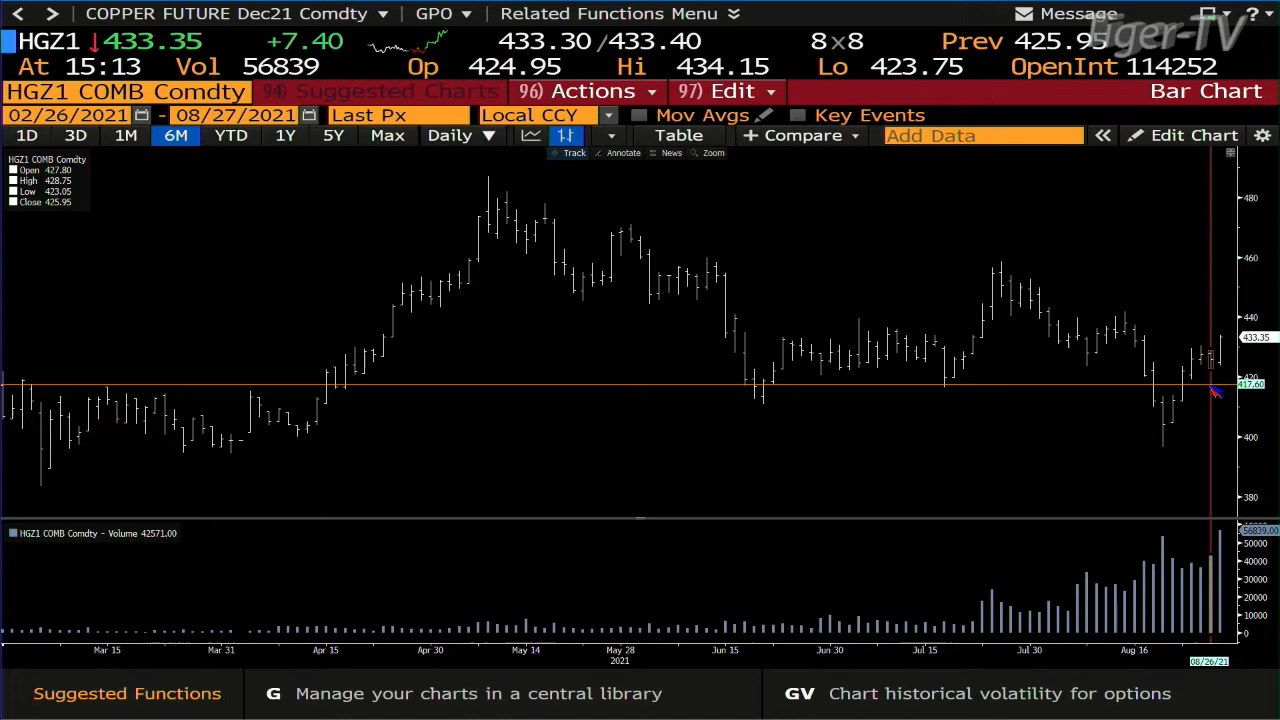 COPPER FUTURE Dec21 Comdty GPO Related Functions Menu Message ?
Tiger-TV
HGZ1 433.35 +7.40 433.30/433.40 8×8 Prev 425.95
At 15:13 Vol 56839 Op 424.95 Hi 434.15 Lo 423.75 OpenInt 114252
HGZ1 COMB Comdty 94) Suggested Charts 96) Actions 97) Edit Bar Chart
02/26/2021 - 08/27/2021 Last Px Local CCY Mov Avgs Key Events
1D 3D 1M 6M YTD 1Y 5Y Max Daily Table + Compare Add Data « Edit Chart
Track Annotate News Zoom
HGZ1 COMB Comdty
Open 427.80
High 428.75
Low 423.05
Close 425.95
480
460
440
433.35
420
417.60
400
380
HGZ1 COMB Comdty - Volume 42571.00
56839.00
50000
40000
30000
20000
10000
0
Mar 15 Mar 31 Apr 15 Apr 30 May 14 May 28 Jun 15 Jun 30 Jul 15 Jul 30 Aug 16
2021 08/26/21
Suggested Functions G Manage your charts in a central library GV Chart historical volatility for options